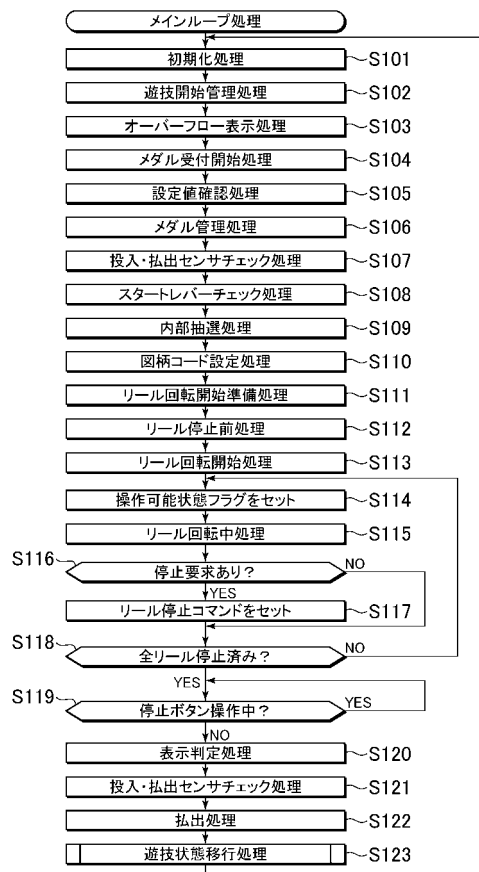 メインループ処理
初期化処理 S101
遊技開始管理処理 S102
オーバーフロー表示処理 S103
メダル受付開始処理 S104
設定値確認処理 S105
メダル管理処理 S106
投入・払出センサチェック処理 S107
スタートレバーチェック処理 S108
内部抽選処理 S109
図柄コード設定処理 S110
リール回転開始準備処理 S111
リール停止前処理 S112
リール回転開始処理 S113
操作可能状態フラグをセット S114
リール回転中処理 S115
S116 停止要求あり? NO
YES
リール停止コマンドをセット S117
S118 全リール停止済み? NO
YES
S119 停止ボタン操作中? YES
NO
表示判定処理 S120
投入・払出センサチェック処理 S121
払出処理 S122
遊技状態移行処理 S123